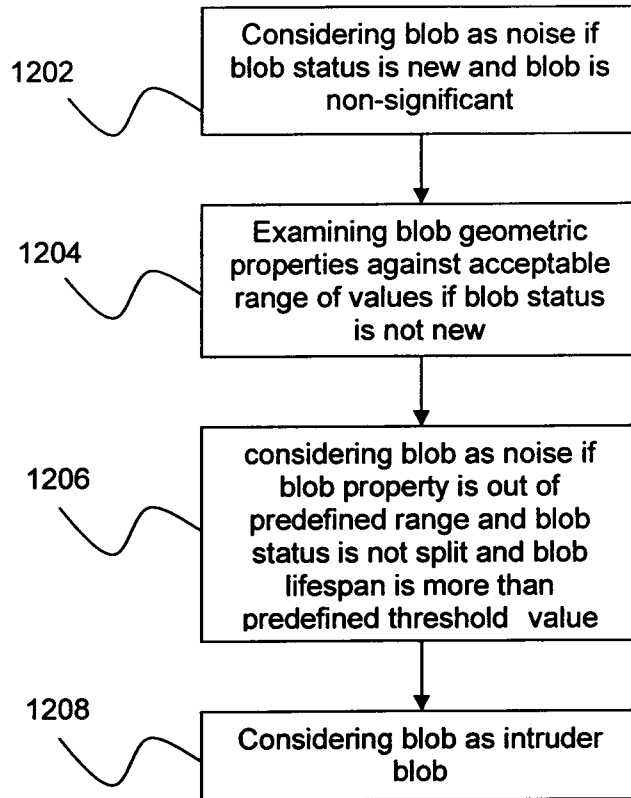 1202
Considering blob as noise if
blob status is new and blob is
non-significant
1204
Examining blob geometric
properties against acceptable
range of values if blob status
is not new
1206
considering blob as noise if
blob property is out of
predefined range and blob
status is not split and blob
lifespan is more than
predefined threshold value
1208
Considering blob as intruder
blob